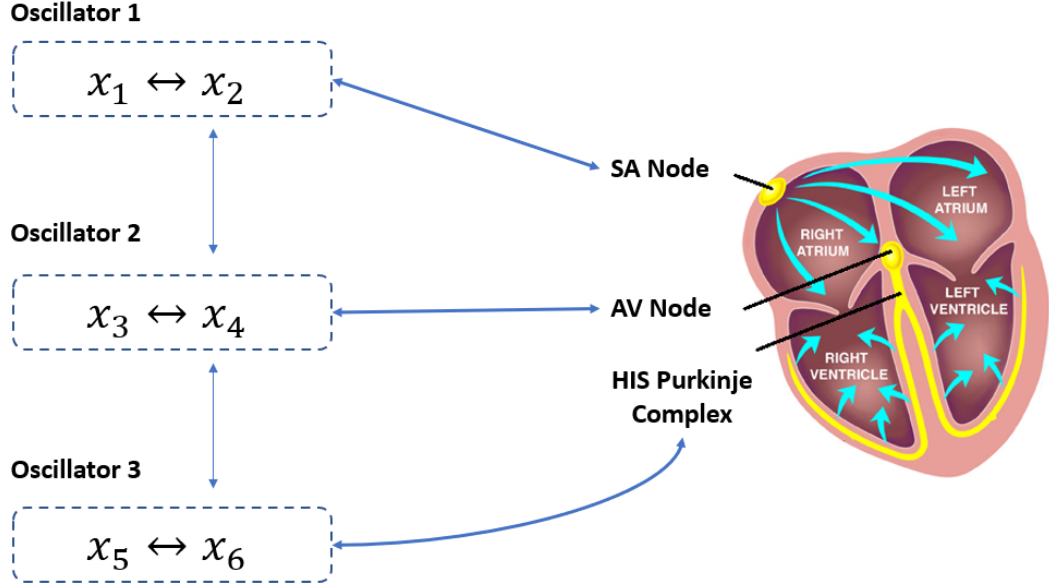 Oscillator 1
x₁ ↔ x₂
SA Node
Oscillator 2
x₃ ↔ x₄
AV Node
HIS Purkinje
Complex
Oscillator 3
x₅ ↔ x₆
LEFT
ATRIUM
RIGHT
ATRIUM
LEFT
VENTRICLE
RIGHT
VENTRICLE